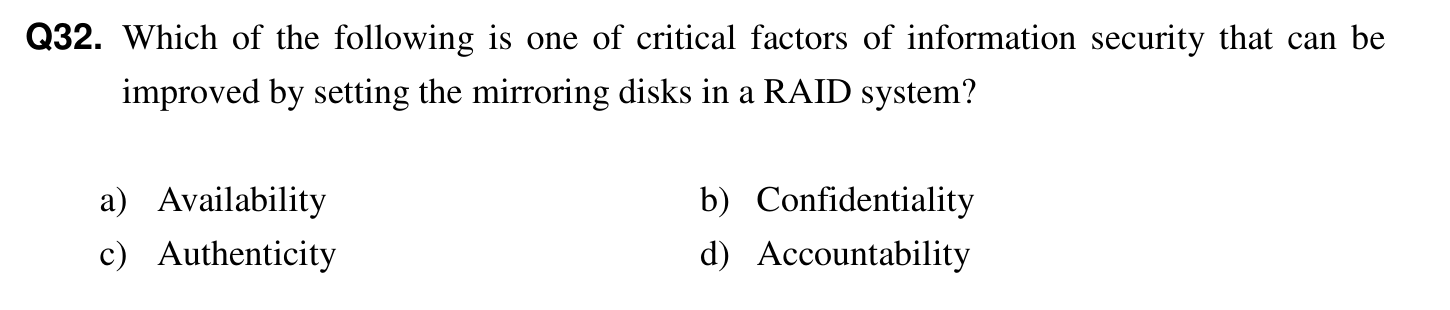 Q32. Which of the following is one of critical factors of information security that can be
improved by setting the mirroring disks in a RAID system?
a) Availability b) Confidentiality
c) Authenticity d) Accountability